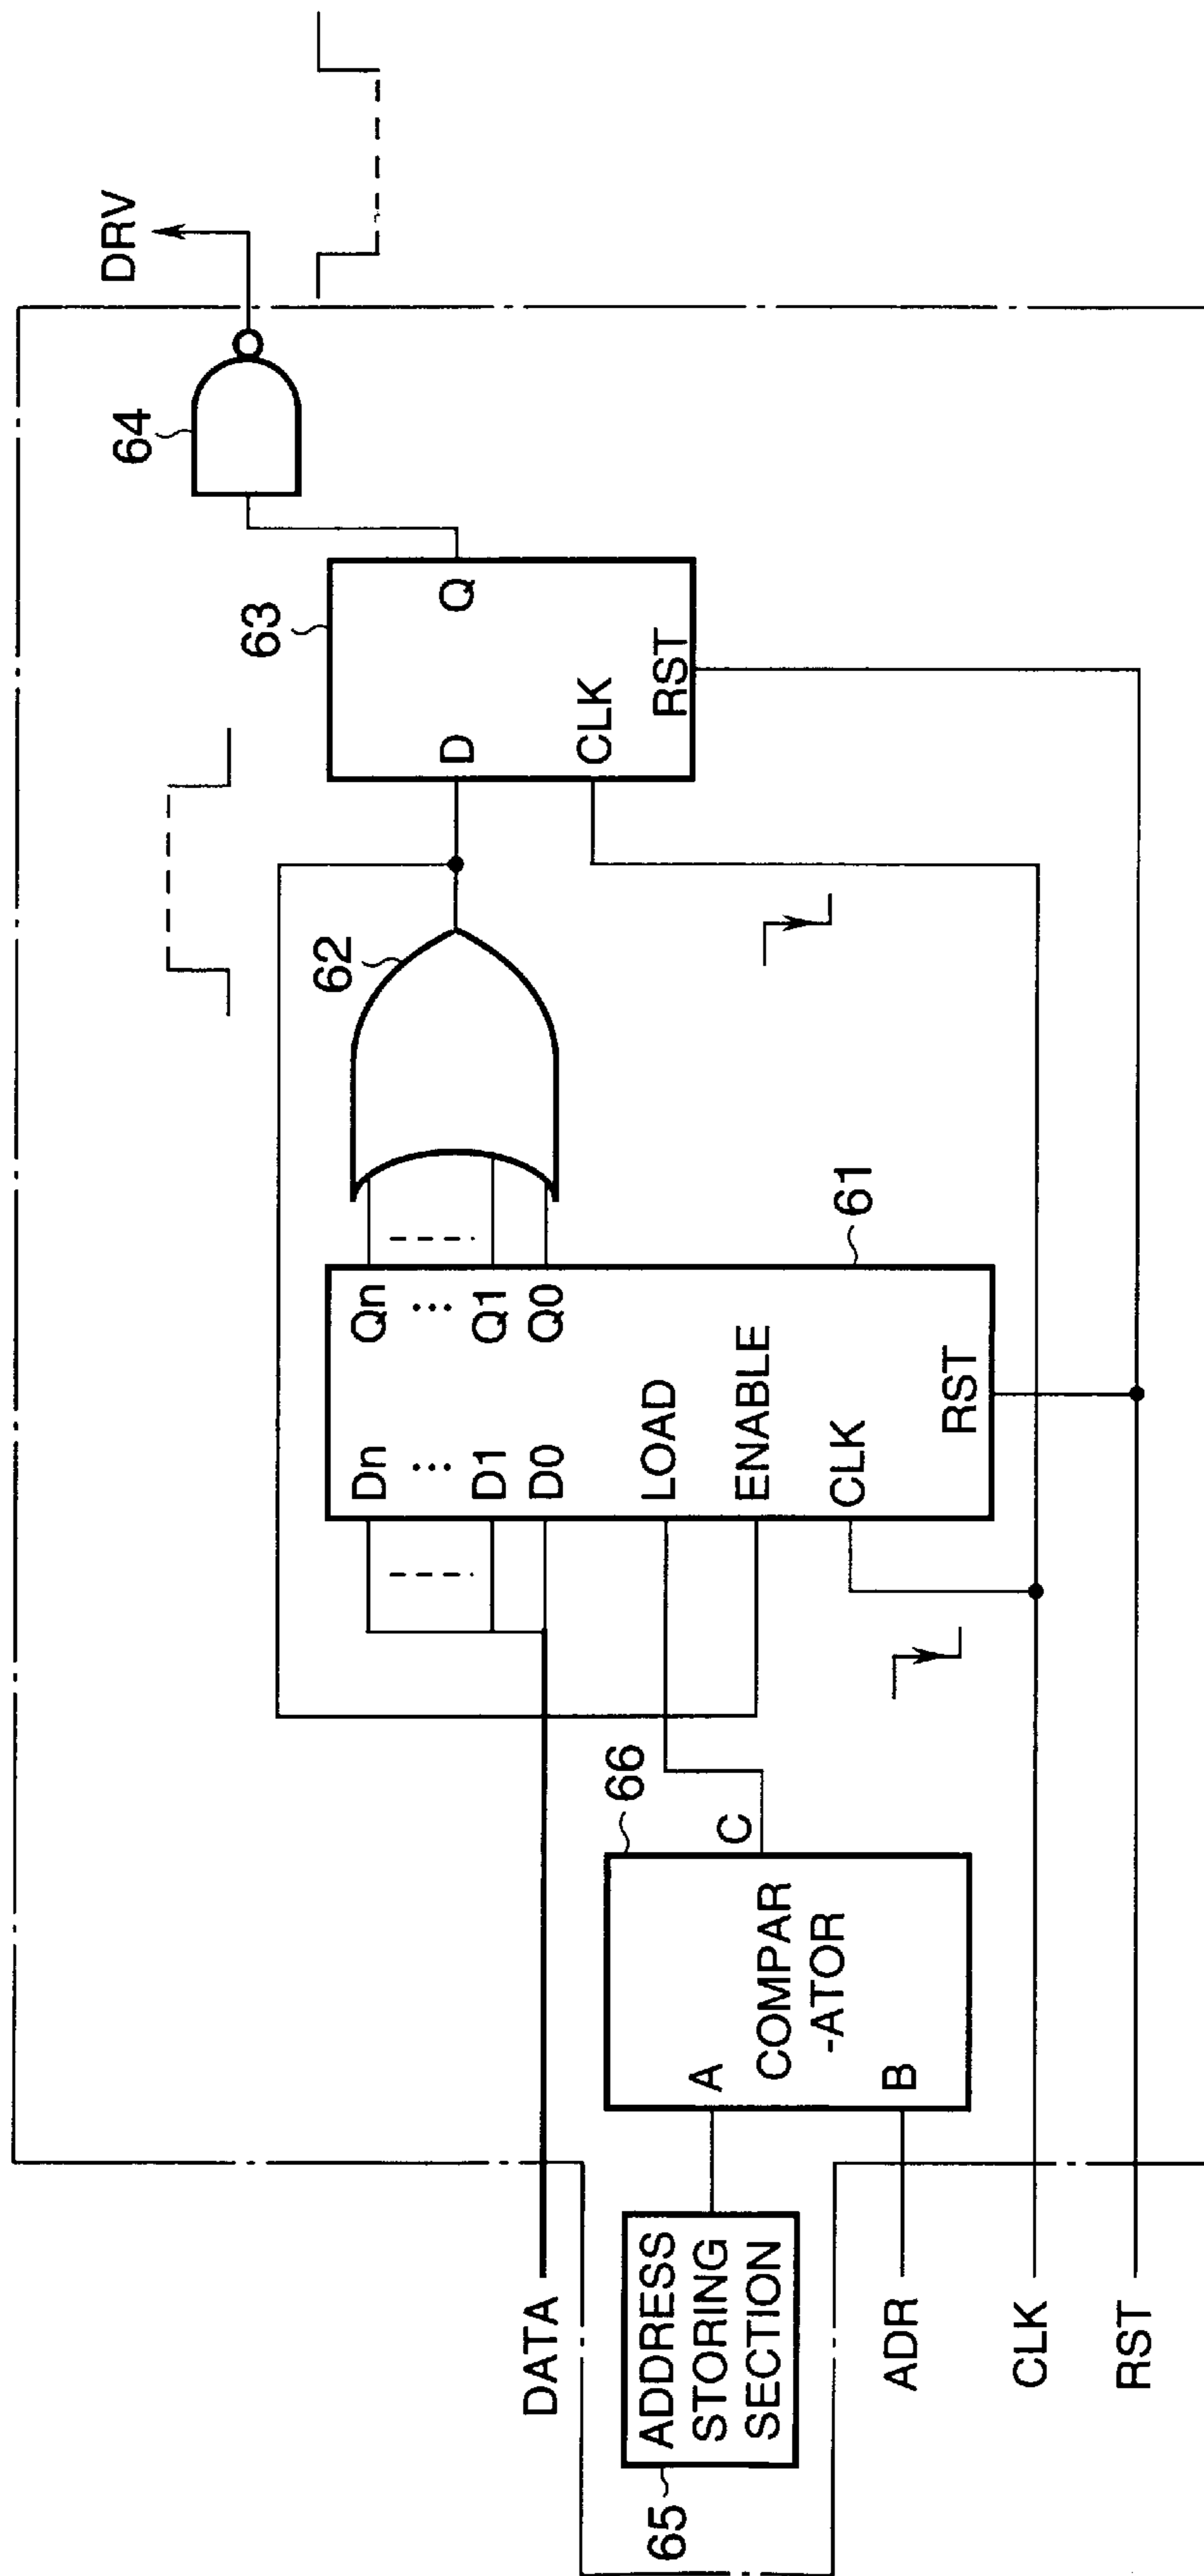 DRV
64
63
D
Q
CLK
RST
62
61
Dn
...
D1
D0
Qn
...
Q1
Q0
LOAD
ENABLE
CLK
RST
66
C
A
COMPAR
-ATOR
B
DATA
ADDRESS
STORING
SECTION
65
ADR
CLK
RST